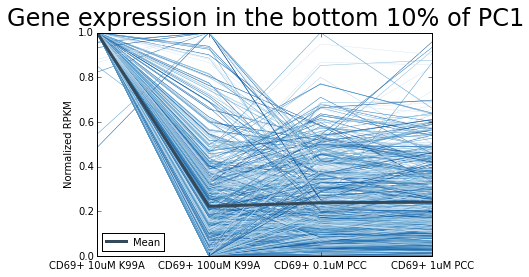 Gene expression in the bottom 10% of PC1
1.0
0.8
0.6
0.4
0.2
0.0
Normalized RPKM
Mean
CD69+ 10uM K99A
CD69+ 100uM K99A
CD69+ 0.1uM PCC
CD69+ 1uM PCC